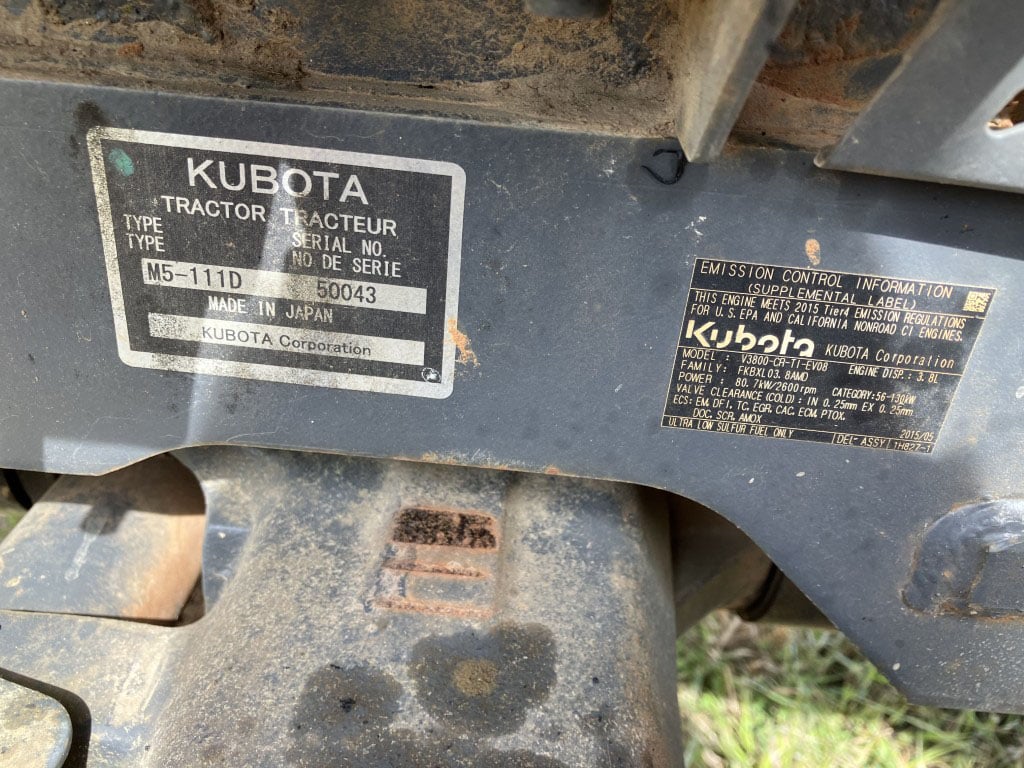 KUBOTA
TRACTOR TRACTEUR
TYPE SERIAL NO.
TYPE NO DE SERIE
M5-111D 50043
MADE IN JAPAN
KUBOTA Corporation
EMISSION CONTROL INFORMATION
(SUPPLEMENTAL LABEL)
THIS ENGINE MEETS 2015 Tier4 EMISSION REGULATIONS
FOR U.S. EPA AND CALIFORNIA NONROAD CI ENGINES.
Kubota KUBOTA Corporation
MODEL : V3800-CR-TI-EV08 ENGINE DISP.: 3.8L
FAMILY: FKBXL03.8AMD
POWER : 80.7kW/2600rpm CATEGORY:56-130kW
VALVE CLEARANCE(COLD): IN 0.25mm EX 0.25mm
ECS: EM, DFI, TC, EGR, CAC, ECM, PTOX,
DOC, SCR, AMOX
2015/05
ULTRA LOW SULFUR FUEL ONLY DEL-ASSY 1H827-1